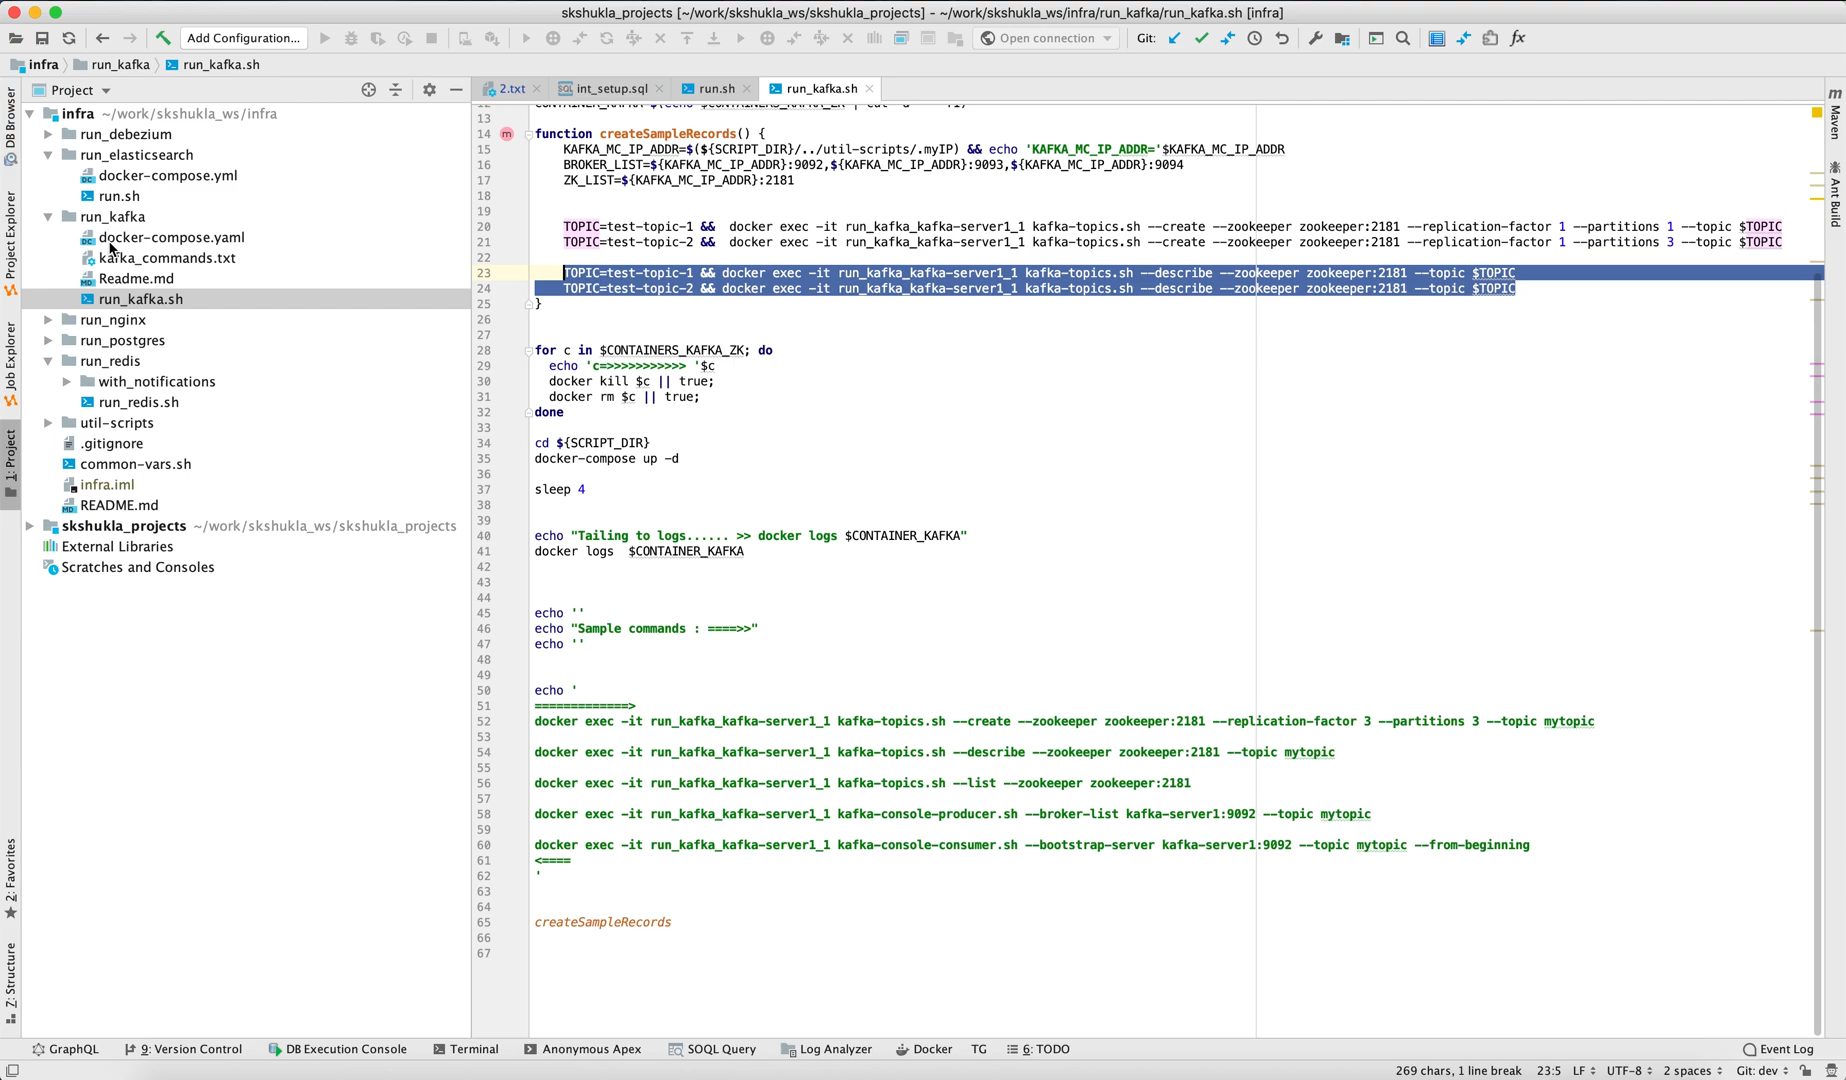 skshukla_projects [~/work/skshukla_ws/skshukla_projects] - ~/work/skshukla_ws/infra/run_kafka/run_kafka.sh [infra]
Add Configuration...
Open connection
Git:
infra
run_kafka
run_kafka.sh
Project
2.txt
int_setup.sql
run.sh
run_kafka.sh
DB Browser
Project Explorer
Job Explorer
1: Project
2: Favorites
Z: Structure
Maven
Ant Build
infra ~/work/skshukla_ws/infra
run_debezium
run_elasticsearch
docker-compose.yml
run.sh
run_kafka
docker-compose.yaml
kafka_commands.txt
Readme.md
run_kafka.sh
run_nginx
run_postgres
run_redis
with_notifications
run_redis.sh
util-scripts
.gitignore
common-vars.sh
infra.iml
README.md
skshukla_projects ~/work/skshukla_ws/skshukla_projects
External Libraries
Scratches and Consoles
13
14 function createSampleRecords() {
15 KAFKA_MC_IP_ADDR=$(${SCRIPT_DIR}/../util-scripts/.myIP) && echo 'KAFKA_MC_IP_ADDR='$KAFKA_MC_IP_ADDR
16 BROKER_LIST=${KAFKA_MC_IP_ADDR}:9092,${KAFKA_MC_IP_ADDR}:9093,${KAFKA_MC_IP_ADDR}:9094
17 ZK_LIST=${KAFKA_MC_IP_ADDR}:2181
18
19
20 TOPIC=test-topic-1 && docker exec -it run_kafka_kafka-server1_1 kafka-topics.sh --create --zookeeper zookeeper:2181 --replication-factor 1 --partitions 1 --topic $TOPIC
21 TOPIC=test-topic-2 && docker exec -it run_kafka_kafka-server1_1 kafka-topics.sh --create --zookeeper zookeeper:2181 --replication-factor 1 --partitions 3 --topic $TOPIC
22
23 TOPIC=test-topic-1 && docker exec -it run_kafka_kafka-server1_1 kafka-topics.sh --describe --zookeeper zookeeper:2181 --topic $TOPIC
24 TOPIC=test-topic-2 && docker exec -it run_kafka_kafka-server1_1 kafka-topics.sh --describe --zookeeper zookeeper:2181 --topic $TOPIC
25 }
26
27
28 for c in $CONTAINERS_KAFKA_ZK; do
29 echo 'c=>>>>>>>>>>> '$c
30 docker kill $c || true;
31 docker rm $c || true;
32 done
33
34 cd ${SCRIPT_DIR}
35 docker-compose up -d
36
37 sleep 4
38
39
40 echo "Tailing to logs...... >> docker logs $CONTAINER_KAFKA"
41 docker logs $CONTAINER_KAFKA
42
43
44
45 echo ''
46 echo "Sample commands : ====>>"
47 echo ''
48
49
50 echo '
51 =============>
52 docker exec -it run_kafka_kafka-server1_1 kafka-topics.sh --create --zookeeper zookeeper:2181 --replication-factor 3 --partitions 3 --topic mytopic
53
54 docker exec -it run_kafka_kafka-server1_1 kafka-topics.sh --describe --zookeeper zookeeper:2181 --topic mytopic
55
56 docker exec -it run_kafka_kafka-server1_1 kafka-topics.sh --list --zookeeper zookeeper:2181
57
58 docker exec -it run_kafka_kafka-server1_1 kafka-console-producer.sh --broker-list kafka-server1:9092 --topic mytopic
59
60 docker exec -it run_kafka_kafka-server1_1 kafka-console-consumer.sh --bootstrap-server kafka-server1:9092 --topic mytopic --from-beginning
61 <====
62 '
63
64
65 createSampleRecords
66
67
GraphQL
9: Version Control
DB Execution Console
Terminal
Anonymous Apex
SOQL Query
Log Analyzer
Docker
TG
6: TODO
Event Log
269 chars, 1 line break
23:5
LF
UTF-8
2 spaces
Git: dev